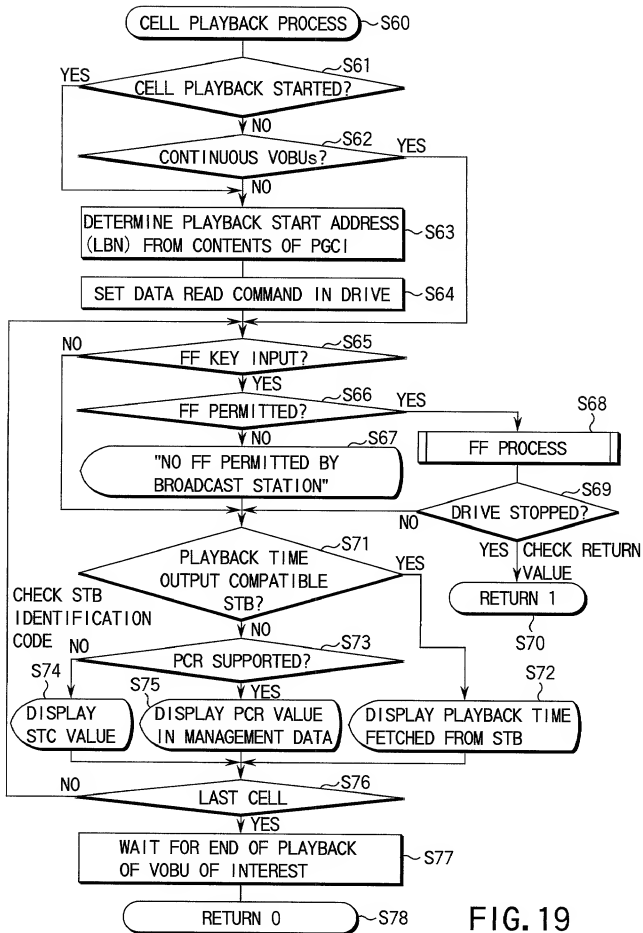 CELL PLAYBACK PROCESS
S60
S61
YES
CELL PLAYBACK STARTED?
NO
S62
YES
CONTINUOUS VOBUs?
NO
DETERMINE PLAYBACK START ADDRESS
(LBN) FROM CONTENTS OF PGCI
S63
SET DATA READ COMMAND IN DRIVE
S64
NO
S65
FF KEY INPUT?
YES
S66
YES
FF PERMITTED?
S68
NO
S67
FF PROCESS
"NO FF PERMITTED BY
BROADCAST STATION"
S69
DRIVE STOPPED?
NO
S71
YES
CHECK RETURN
VALUE
PLAYBACK TIME
OUTPUT COMPATIBLE
STB?
YES
RETURN 1
S70
CHECK STB
IDENTIFICATION
CODE
NO
S73
NO
PCR SUPPORTED?
S74
S75
YES
S72
DISPLAY
STC VALUE
DISPLAY PCR VALUE
IN MANAGEMENT DATA
DISPLAY PLAYBACK TIME
FETCHED FROM STB
NO
S76
LAST CELL
YES
WAIT FOR END OF PLAYBACK
OF VOBU OF INTEREST
S77
RETURN 0
S78
FIG.19